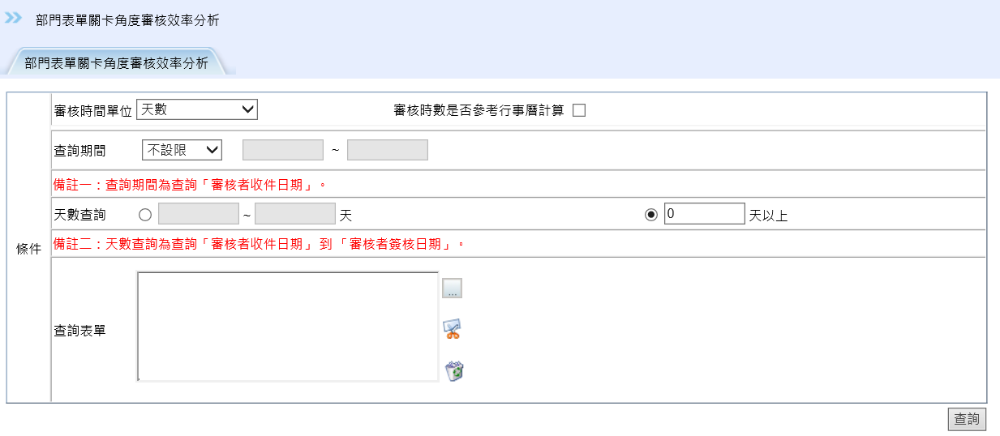 部門表單關卡角度審核效率分析
部門表單關卡角度審核效率分析
條件
審核時間單位 天數 審核時數是否參考行事曆計算
查詢期間 不設限 ~
備註一：查詢期間為查詢「審核者收件日期」。
天數查詢 ~ 天 0 天以上
備註二：天數查詢為查詢「審核者收件日期」到「審核者簽核日期」。
查詢表單 ...
查詢